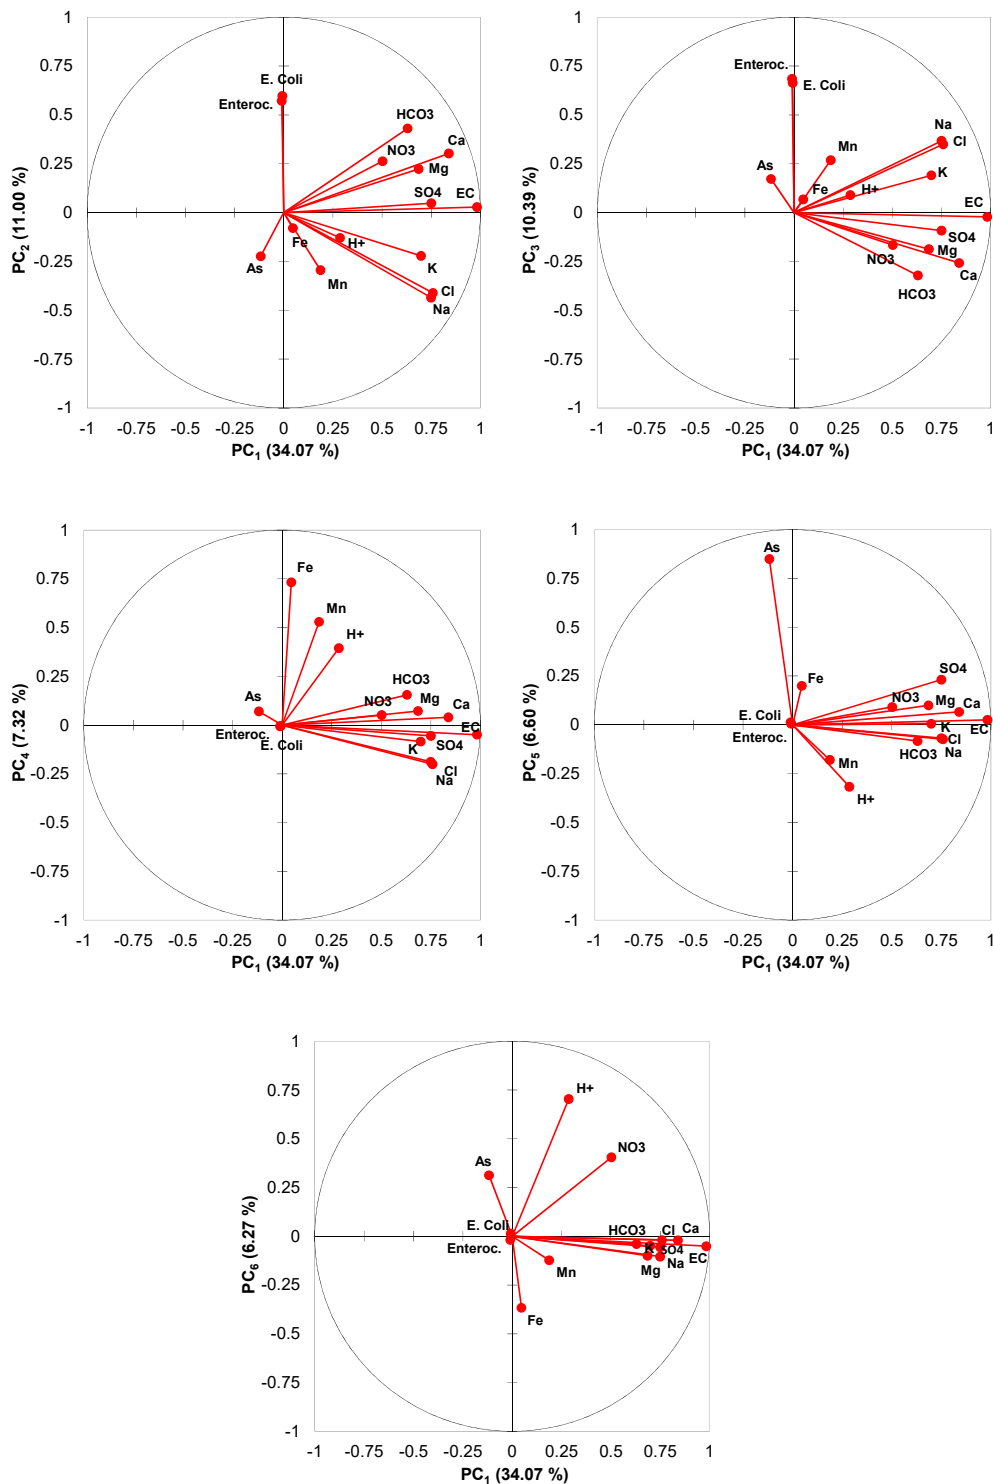 1
0.75
0.5
0.25
0
-0.25
-0.5
-0.75
-1
PC2 (11.00 %)
E. Coli
Enteroc.
HCO3
Ca
NO3
Mg
SO4
EC
Fe
H+
As
K
Mn
Cl
Na
-1 -0.75 -0.5 -0.25 0 0.25 0.5 0.75 1
PC1 (34.07 %)
1
0.75
0.5
0.25
0
-0.25
-0.5
-0.75
-1
PC3 (10.39 %)
Enteroc.
E. Coli
Na
Cl
Mn
As
K
Fe
H+
EC
SO4
NO3
Mg
Ca
HCO3
-1 -0.75 -0.5 -0.25 0 0.25 0.5 0.75 1
PC1 (34.07 %)
1
0.75
0.5
0.25
0
-0.25
-0.5
-0.75
-1
PC4 (7.32 %)
Fe
Mn
H+
HCO3
As
NO3
Mg
Ca
EC
Enteroc.
E. Coli
K
SO4
Cl
Na
-1 -0.75 -0.5 -0.25 0 0.25 0.5 0.75 1
PC1 (34.07 %)
1
0.75
0.5
0.25
0
-0.25
-0.5
-0.75
-1
PC5 (6.60 %)
As
SO4
Fe
NO3
Mg
Ca
E. Coli
Enteroc.
K
EC
Cl
HCO3
Na
Mn
H+
-1 -0.75 -0.5 -0.25 0 0.25 0.5 0.75 1
PC1 (34.07 %)
1
0.75
0.5
0.25
0
-0.25
-0.5
-0.75
-1
PC6 (6.27 %)
H+
NO3
As
E. Coli
HCO3
Cl
Ca
Enteroc.
K
SO4
EC
Mn
Mg
Na
Fe
-1 -0.75 -0.5 -0.25 0 0.25 0.5 0.75 1
PC1 (34.07 %)